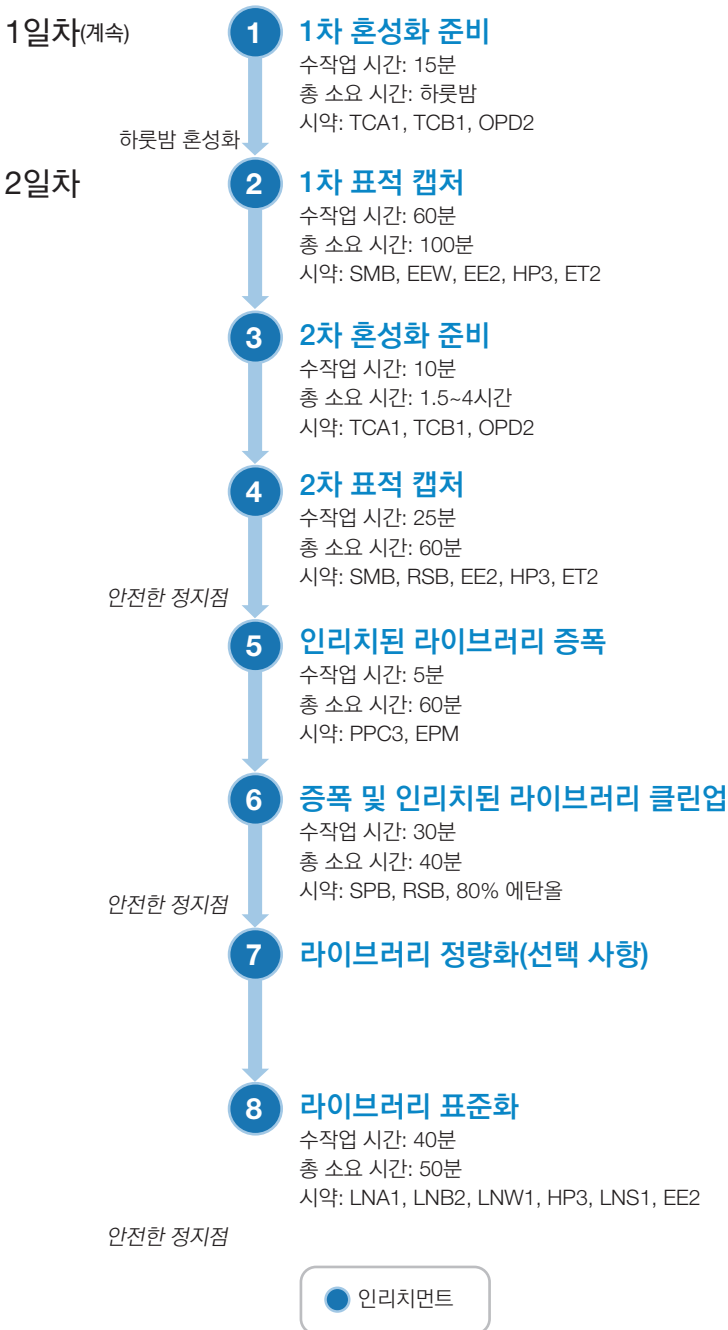 1일차(계속)
1
1차 혼성화 준비
수작업 시간: 15분
총 소요 시간: 하룻밤
시약: TCA1, TCB1, OPD2
하룻밤 혼성화
2일차
2
1차 표적 캡처
수작업 시간: 60분
총 소요 시간: 100분
시약: SMB, EEW, EE2, HP3, ET2
3
2차 혼성화 준비
수작업 시간: 10분
총 소요 시간: 1.5~4시간
시약: TCA1, TCB1, OPD2
4
2차 표적 캡처
수작업 시간: 25분
총 소요 시간: 60분
시약: SMB, RSB, EE2, HP3, ET2
안전한 정지점
5
인리치된 라이브러리 증폭
수작업 시간: 5분
총 소요 시간: 60분
시약: PPC3, EPM
6
증폭 및 인리치된 라이브러리 클린업
수작업 시간: 30분
총 소요 시간: 40분
시약: SPB, RSB, 80% 에탄올
안전한 정지점
7
라이브러리 정량화(선택 사항)
8
라이브러리 표준화
수작업 시간: 40분
총 소요 시간: 50분
시약: LNA1, LNB2, LNW1, HP3, LNS1, EE2
안전한 정지점
인리치먼트